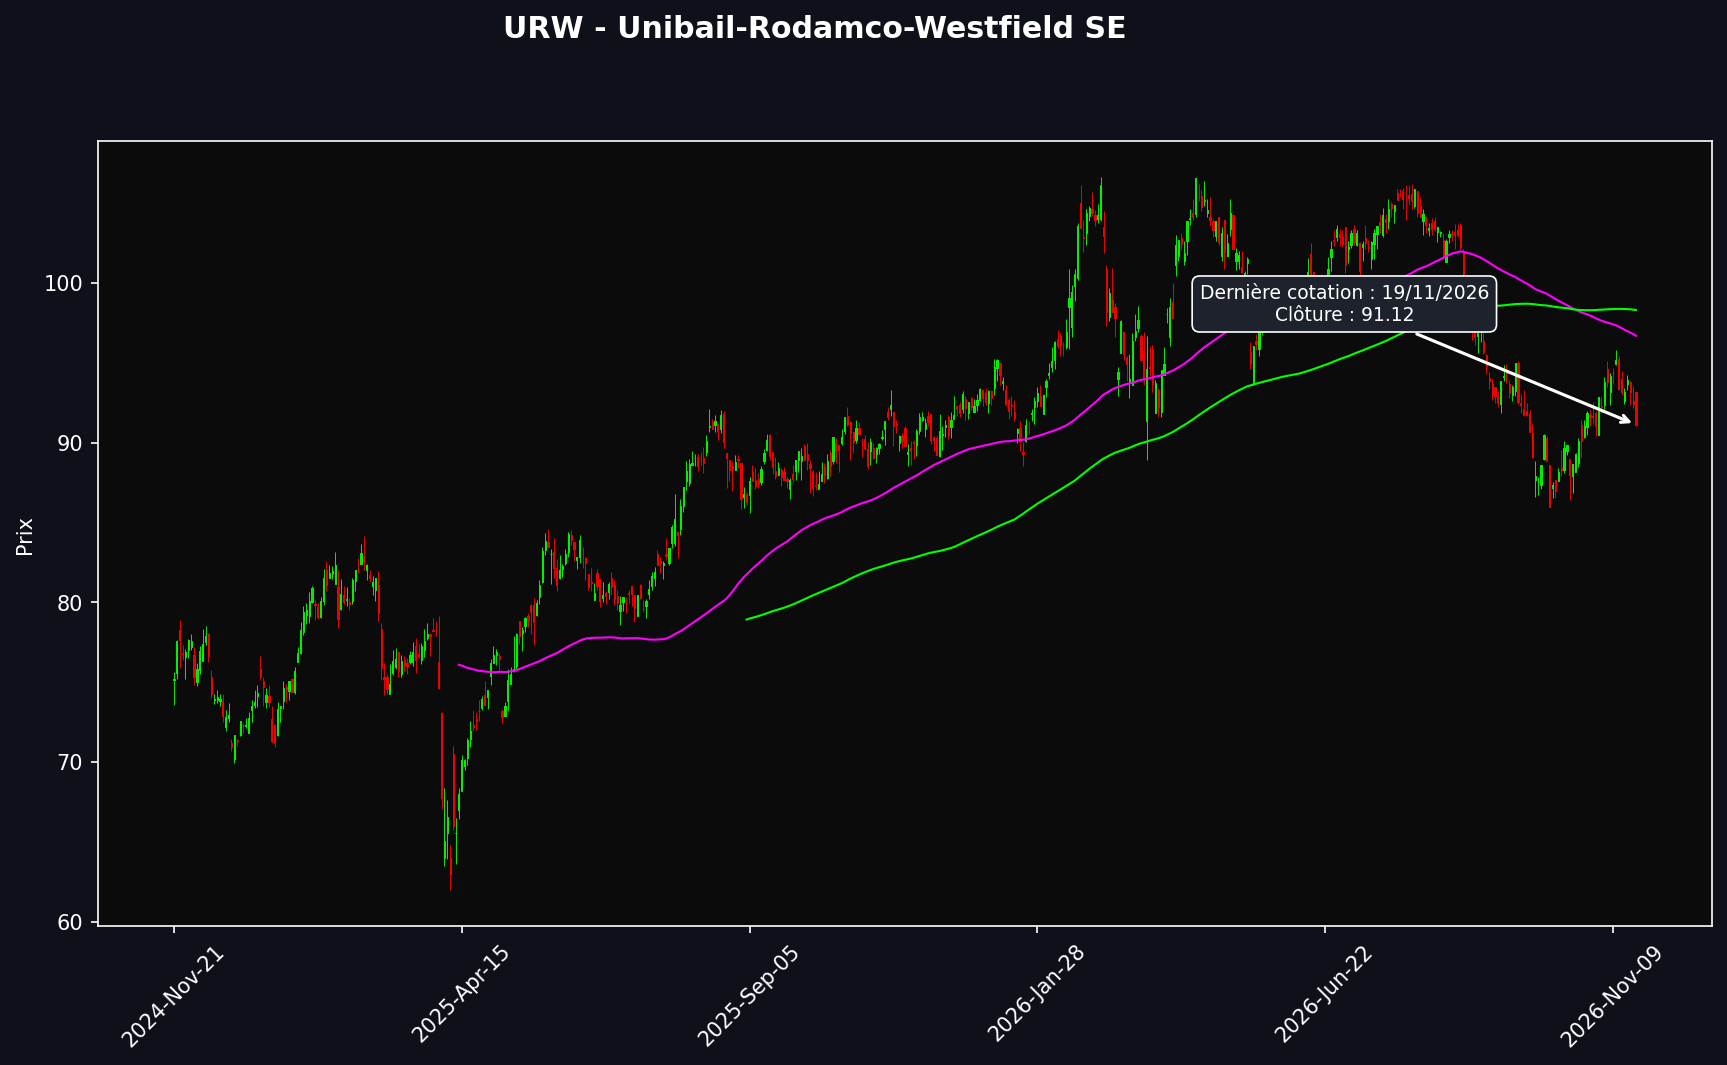 URW - Unibail-Rodamco-Westfield SE
Dernière cotation : 19/11/2026
Clôture : 91.12
Prix
100
90
80
70
60
2024-Nov-21
2025-Apr-15
2025-Sep-05
2026-Jan-28
2026-Jun-22
2026-Nov-09